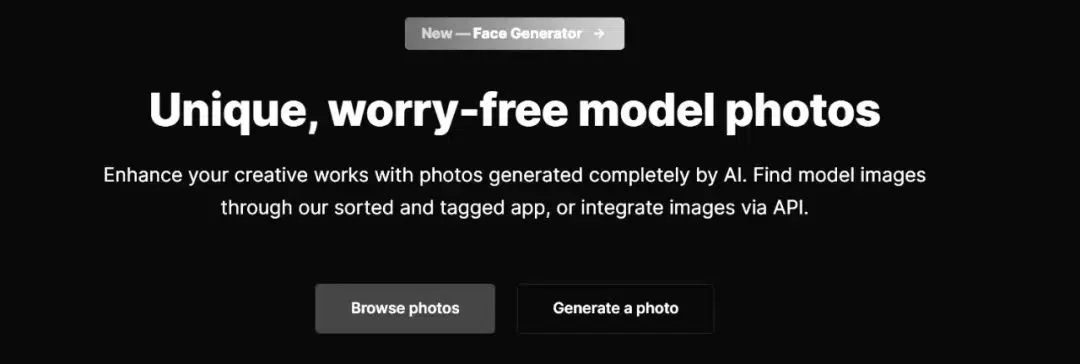 New — Face Generator →
Unique, worry-free model photos
Enhance your creative works with photos generated completely by AI. Find model images
through our sorted and tagged app, or integrate images via API.
Browse photos
Generate a photo